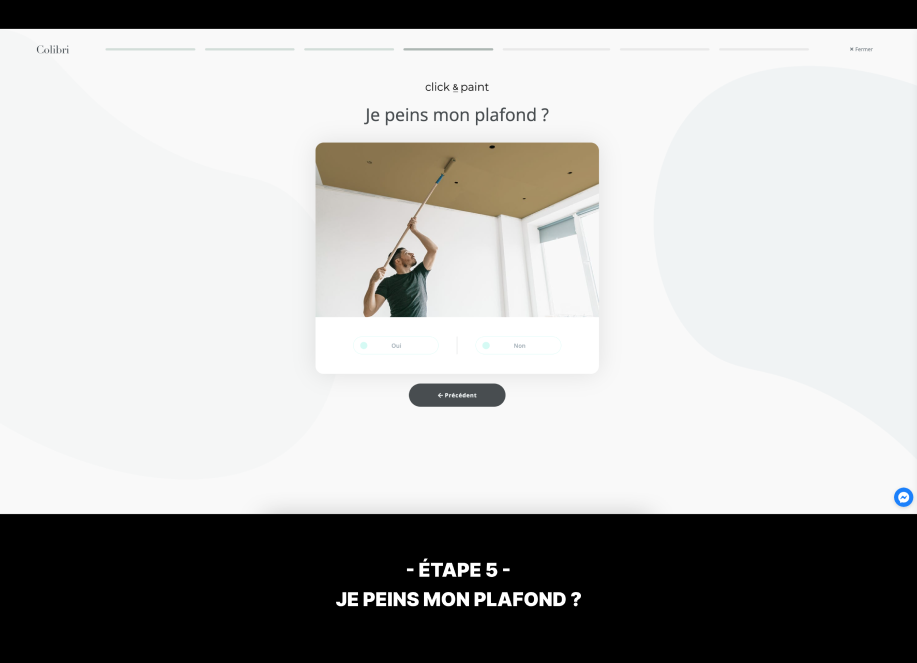 Colibri
× Fermer
click & paint
Je peins mon plafond ?
Oui
Non
← Précédent
- ÉTAPE 5 -
JE PEINS MON PLAFOND ?